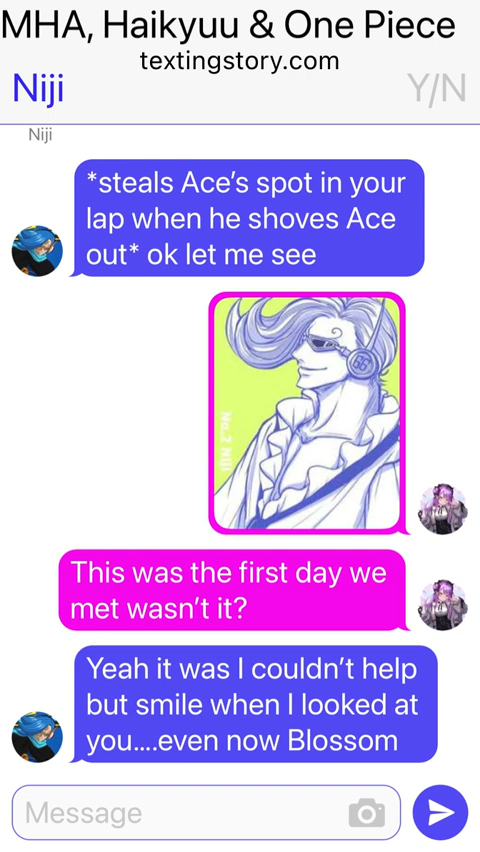 MHA, Haikyuu & One Piece
textingstory.com
Niji
Y/N
Niji
*steals Ace’s spot in your
lap when he shoves Ace
out* ok let me see
66
No.2 Niji
This was the first day we
met wasn’t it?
Yeah it was I couldn’t help
but smile when I looked at
you....even now Blossom
Message